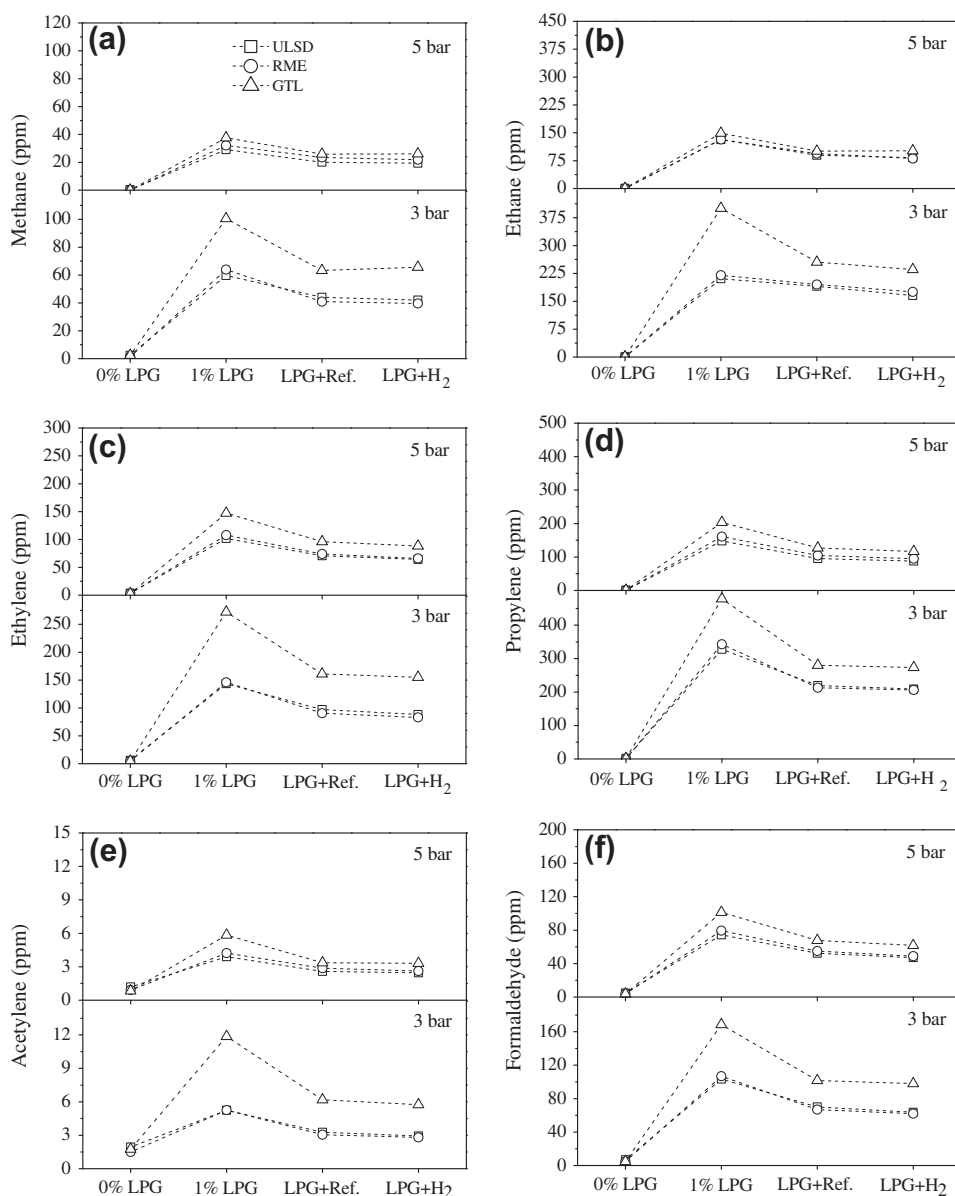 (a)
5 bar
ULSD
RME
GTL
120
100
80
60
40
20
0
3 bar
100
80
60
40
20
0
Methane (ppm)
0% LPG 1% LPG LPG+Ref. LPG+H2
(b)
5 bar
450
375
300
225
150
75
0
3 bar
375
300
225
150
75
0
Ethane (ppm)
0% LPG 1% LPG LPG+Ref. LPG+H2
(c)
5 bar
300
250
200
150
100
50
0
3 bar
250
200
150
100
50
0
Ethylene (ppm)
0% LPG 1% LPG LPG+Ref. LPG+H2
(d)
5 bar
500
400
300
200
100
0
3 bar
400
300
200
100
0
Propylene (ppm)
0% LPG 1% LPG LPG+Ref. LPG+H2
(e)
5 bar
15
12
9
6
3
0
3 bar
12
9
6
3
0
Acetylene (ppm)
0% LPG 1% LPG LPG+Ref. LPG+H2
(f)
5 bar
200
160
120
80
40
0
3 bar
160
120
80
40
0
Formaldehyde (ppm)
0% LPG 1% LPG LPG+Ref. LPG+H2